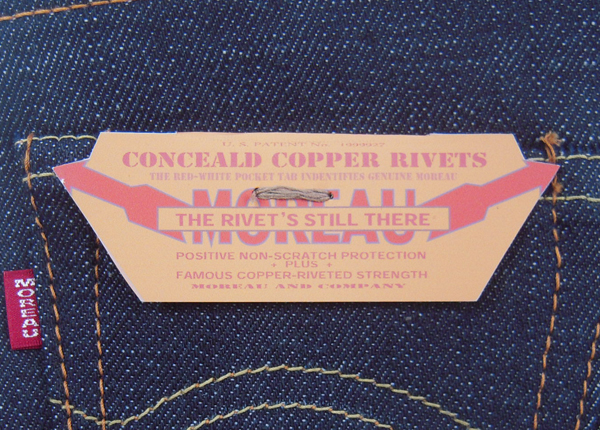 U.S. PATENT No.
CONCEALD COPPER RIVETS
THE RED-WHITE POCKET TAB INDENTIFIES GENUINE MOREAU
MOREAU
THE RIVET'S STILL THERE
POSITIVE NON-SCRATCH PROTECTION
+ PLUS +
FAMOUS COPPER-RIVETED STRENGTH
MOREAU AND COMPANY
MOREAU